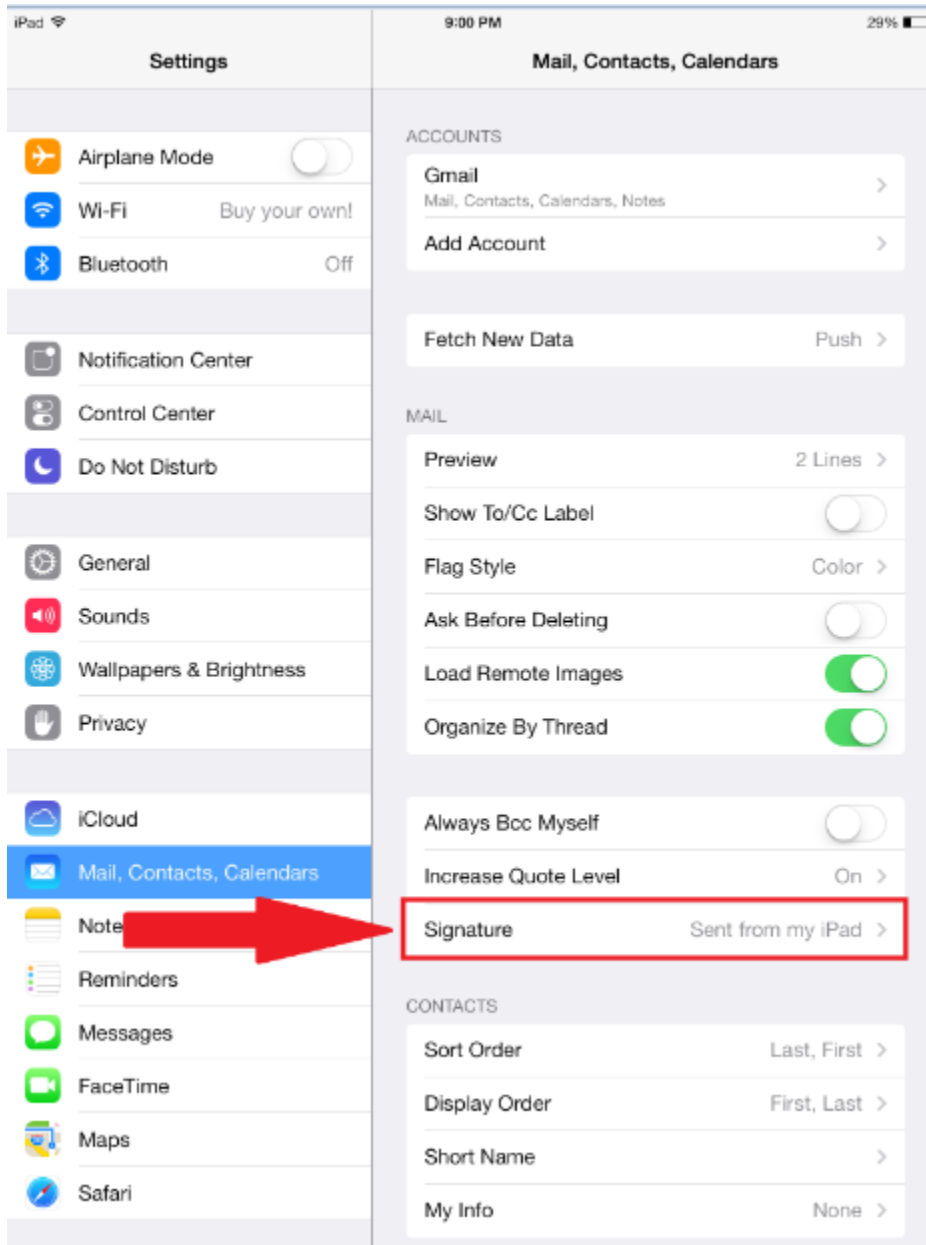 iPad
9:00 PM
29%
Settings
Mail, Contacts, Calendars
Airplane Mode
Wi-Fi Buy your own!
Bluetooth Off
Notification Center
Control Center
Do Not Disturb
General
Sounds
Wallpapers & Brightness
Privacy
iCloud
Mail, Contacts, Calendars
Note
Reminders
Messages
FaceTime
Maps
Safari
ACCOUNTS
Gmail
Mail, Contacts, Calendars, Notes
Add Account
Fetch New Data Push
MAIL
Preview 2 Lines
Show To/Cc Label
Flag Style Color
Ask Before Deleting
Load Remote Images
Organize By Thread
Always Bcc Myself
Increase Quote Level On
Signature Sent from my iPad
CONTACTS
Sort Order Last, First
Display Order First, Last
Short Name
My Info None